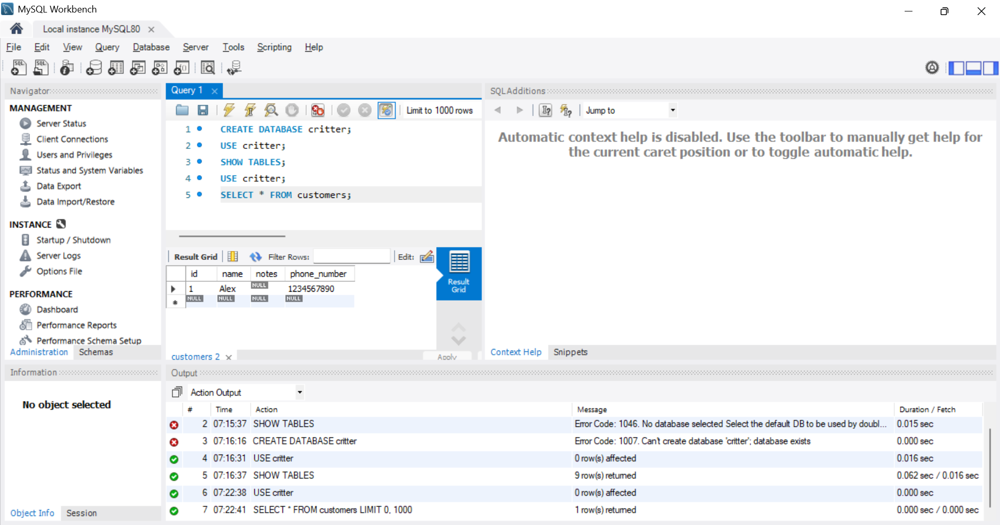 MySQL Workbench
Local instance MySQL80
File Edit View Query Database Server Tools Scripting Help
Navigator
MANAGEMENT
Server Status
Client Connections
Users and Privileges
Status and System Variables
Data Export
Data Import/Restore
INSTANCE
Startup / Shutdown
Server Logs
Options File
PERFORMANCE
Dashboard
Performance Reports
Performance Schema Setup
Administration Schemas
Query 1
Limit to 1000 rows
1 CREATE DATABASE critter;
2 USE critter;
3 SHOW TABLES;
4 USE critter;
5 SELECT * FROM customers;
Result Grid Filter Rows: Edit:
id name notes phone_number
1 Alex NULL 1234567890
NULL NULL NULL NULL
Result
Grid
customers 2
Apply
SQLAdditions
Jump to
Automatic context help is disabled. Use the toolbar to manually get help for
the current caret position or to toggle automatic help.
Context Help Snippets
Information
No object selected
Object Info Session
Output
Action Output
# Time Action Message Duration / Fetch
2 07:15:37 SHOW TABLES Error Code: 1046. No database selected Select the default DB to be used by doubl... 0.015 sec
3 07:16:16 CREATE DATABASE critter Error Code: 1007. Can't create database 'critter'; database exists 0.000 sec
4 07:16:31 USE critter 0 row(s) affected 0.016 sec
5 07:16:37 SHOW TABLES 9 row(s) returned 0.062 sec / 0.016 sec
6 07:22:38 USE critter 0 row(s) affected 0.000 sec
7 07:22:41 SELECT * FROM customers LIMIT 0, 1000 1 row(s) returned 0.000 sec / 0.000 sec